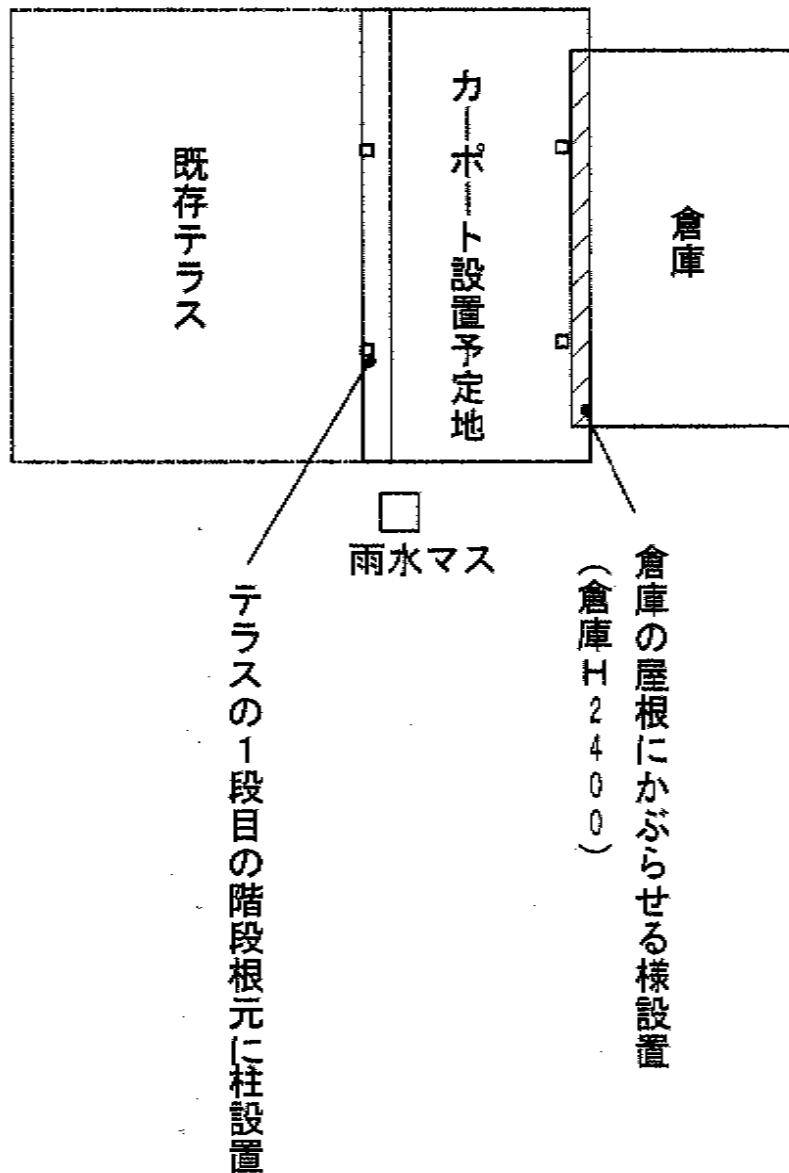 既存テラス
カーポート設置予定地
倉庫
雨水マス
倉庫の屋根にかぶらせる様設置
（倉庫H2400）
テラスの1段目の階段根元に柱設置